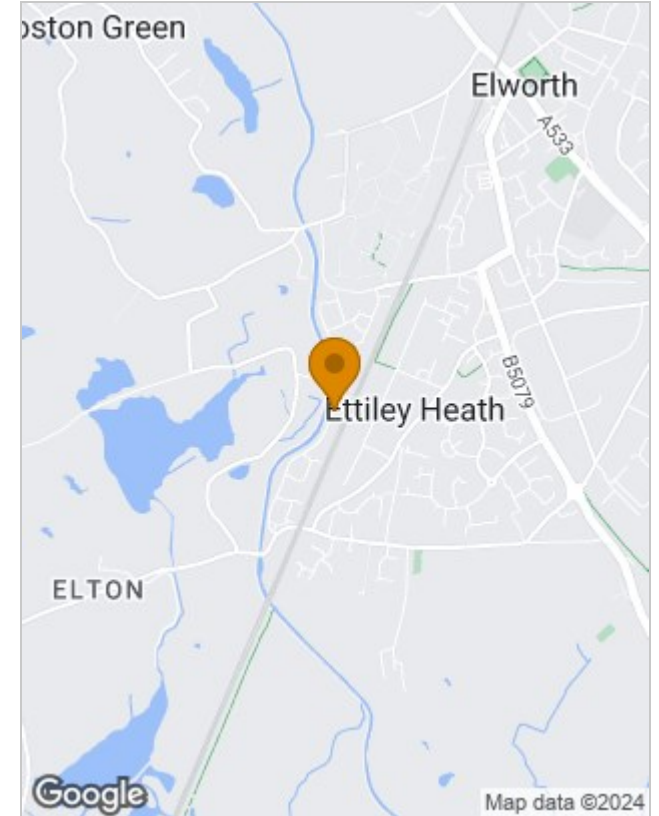 oston Green
Elworth
A533
B5079
Ettiley Heath
ELTON
Google
Map data ©2024